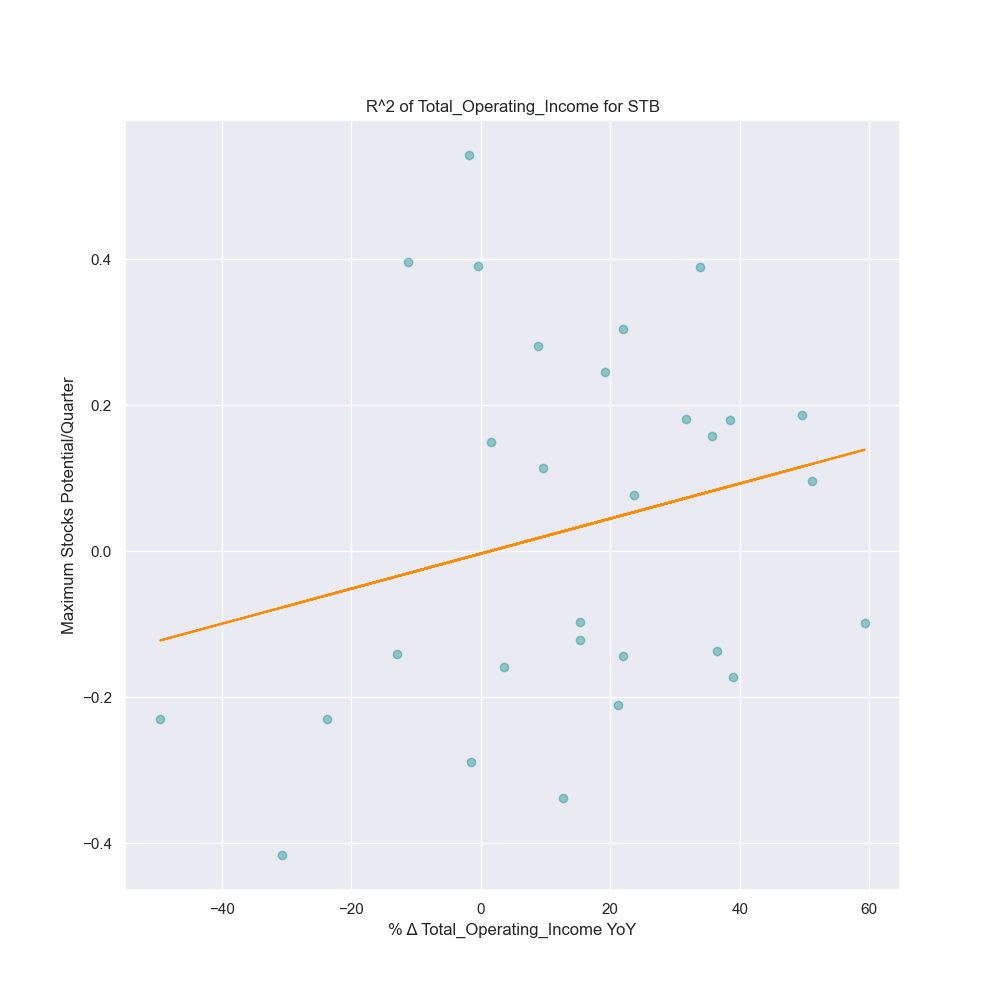 R^2 of Total_Operating_Income for STB
Maximum Stocks Potential/Quarter
0.4
0.2
0.0
−0.2
−0.4
−40 −20 0 20 40 60
% Δ Total_Operating_Income YoY